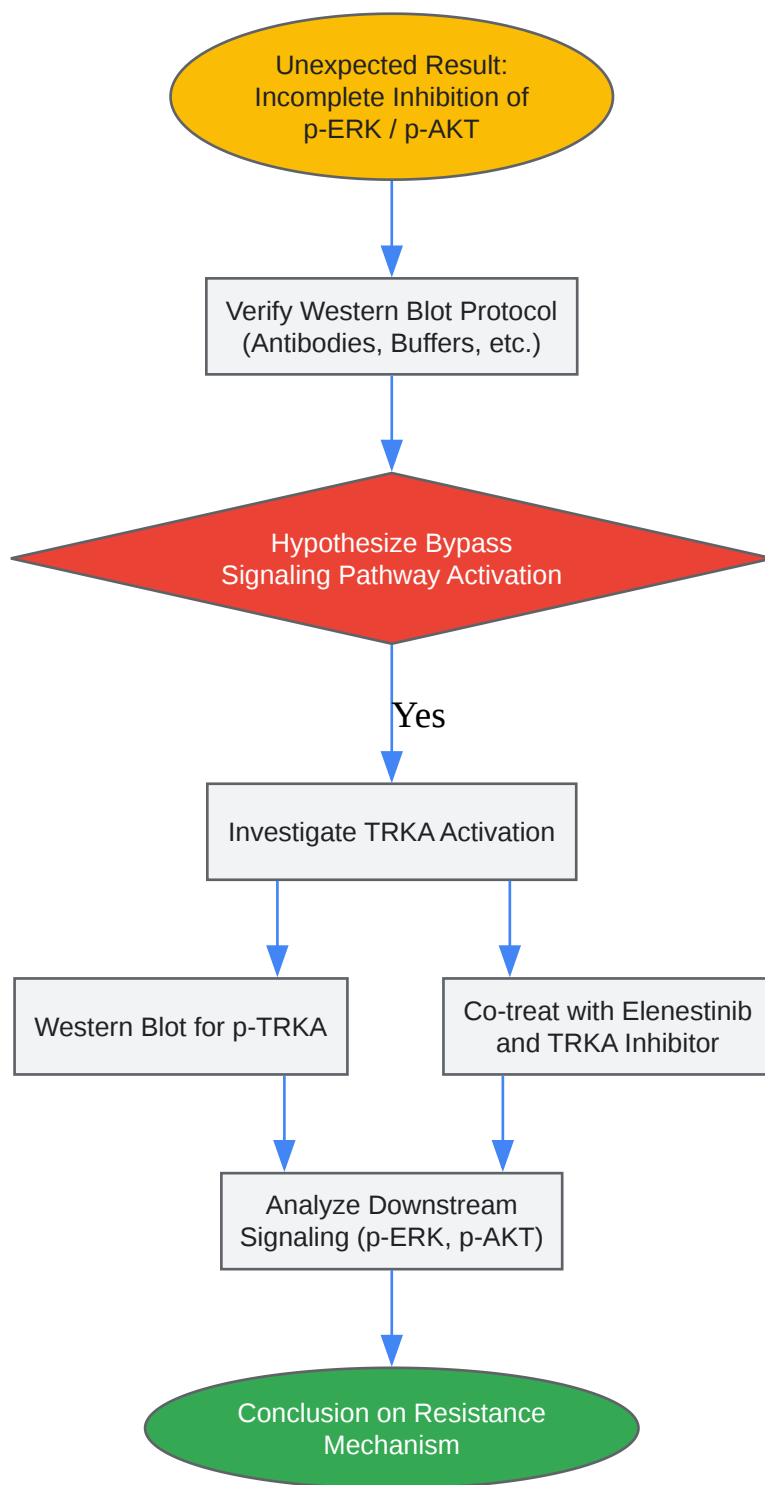 Unexpected Result:
Incomplete Inhibition of
p-ERK / p-AKT
Verify Western Blot Protocol
(Antibodies, Buffers, etc.)
Hypothesize Bypass
Signaling Pathway Activation
Yes
Investigate TRKA Activation
Western Blot for p-TRKA
Co-treat with Elenestinib
and TRKA Inhibitor
Analyze Downstream
Signaling (p-ERK, p-AKT)
Conclusion on Resistance
Mechanism